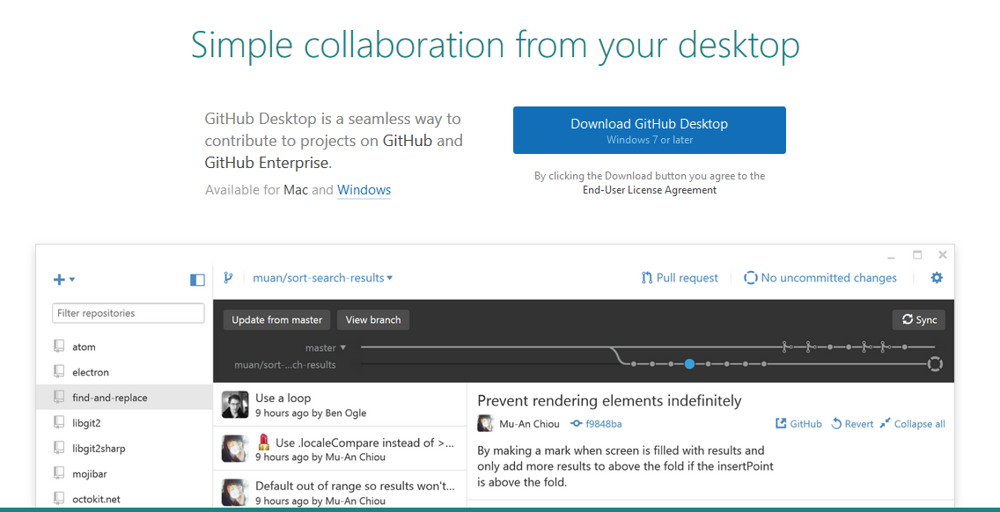 Simple collaboration from your desktop
GitHub Desktop is a seamless way to
contribute to projects on GitHub and
GitHub Enterprise.
Available for Mac and Windows
Download GitHub Desktop
Windows 7 or later
By clicking the Download button you agree to the
End-User License Agreement
muan/sort-search-results
Pull request
No uncommitted changes
Filter repositories
atom
electron
find-and-replace
libgit2
libgit2sharp
mojibar
octokit.net
Update from master
View branch
Sync
master
muan/sort-...ch-results
Use a loop
9 hours ago by Ben Ogle
Use .localeCompare instead of >...
9 hours ago by Mu-An Chiou
Default out of range so results won't...
9 hours ago by Mu-An Chiou
Prevent rendering elements indefinitely
Mu-An Chiou
f9848ba
GitHub
Revert
Collapse all
By making a mark when screen is filled with results and
only add more results to above the fold if the insertPoint
is above the fold.